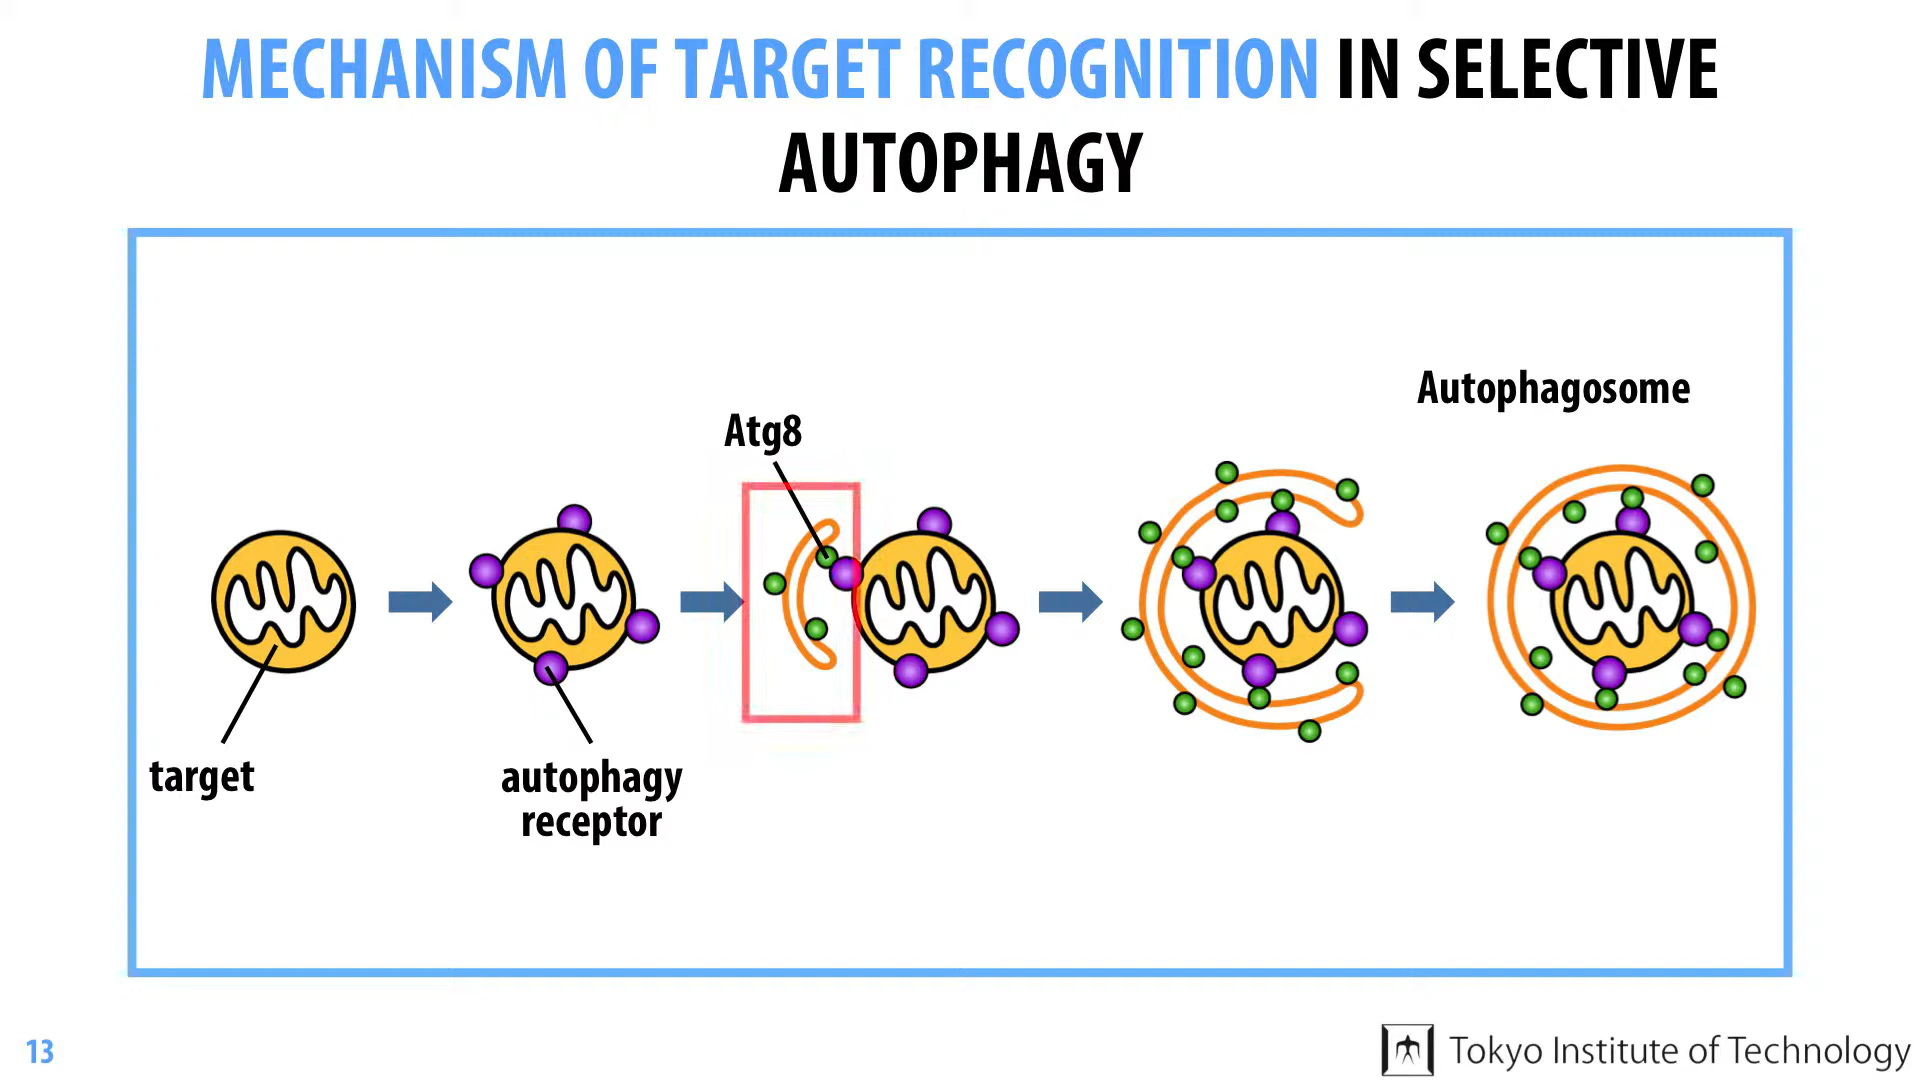 MECHANISM OF TARGET RECOGNITION IN SELECTIVE
AUTOPHAGY
Autophagosome
Atg8
target
autophagy
receptor
13
Tokyo Institute of Technology